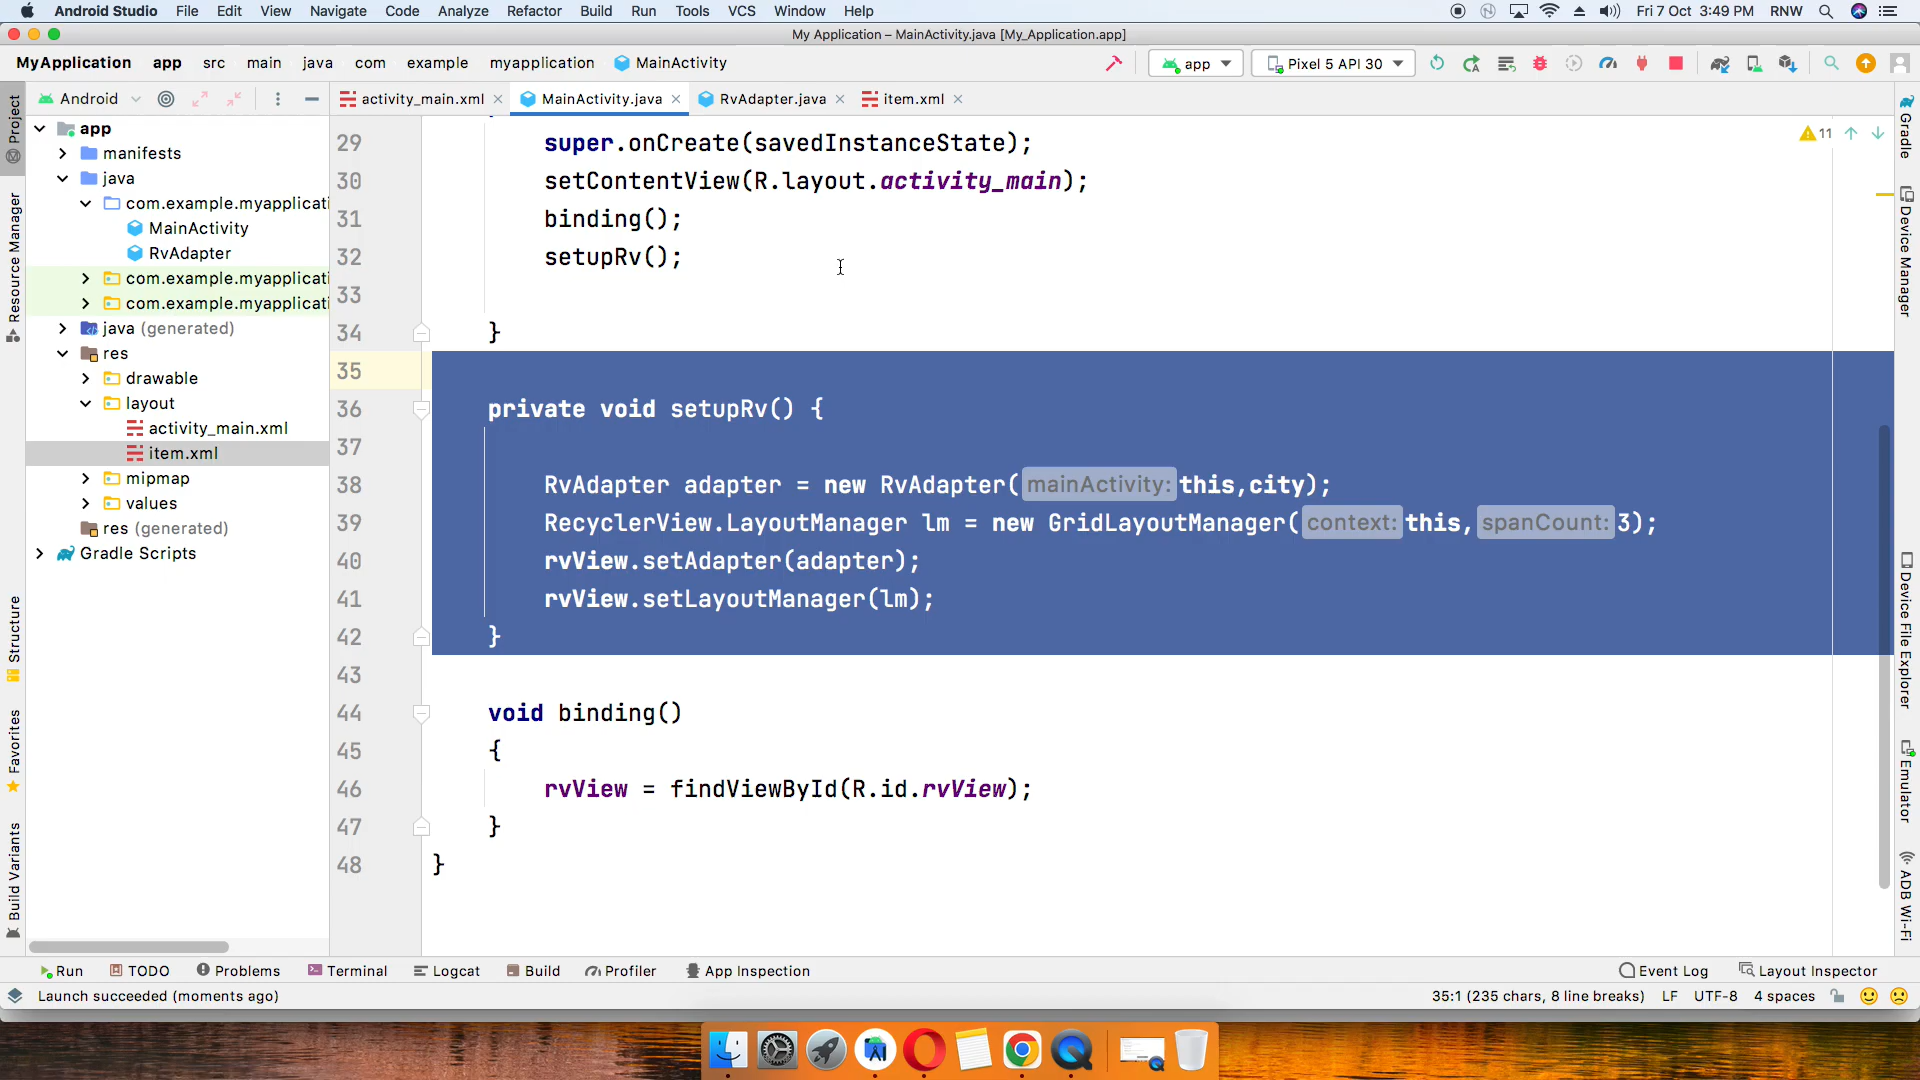 Android Studio File Edit View Navigate Code Analyze Refactor Build Run Tools VCS Window Help Fri 7 Oct 3:49 PM RNW
My Application – MainActivity.java [My_Application.app]
MyApplication app src main java com example myapplication MainActivity app Pixel 5 API 30
Android activity_main.xml MainActivity.java RvAdapter.java item.xml
app
manifests
java
com.example.myapplicati
MainActivity
RvAdapter
com.example.myapplicati
com.example.myapplicati
java (generated)
res
drawable
layout
activity_main.xml
item.xml
mipmap
values
res (generated)
Gradle Scripts
11
29 super.onCreate(savedInstanceState);
30 setContentView(R.layout.activity_main);
31 binding();
32 setupRv();
33
34 }
35
36 private void setupRv() {
37
38 RvAdapter adapter = new RvAdapter( mainActivity: this,city);
39 RecyclerView.LayoutManager lm = new GridLayoutManager( context: this, spanCount: 3);
40 rvView.setAdapter(adapter);
41 rvView.setLayoutManager(lm);
42 }
43
44 void binding()
45 {
46 rvView = findViewById(R.id.rvView);
47 }
48 }
Project
Resource Manager
Structure
Favorites
Build Variants
Gradle
Device Manager
Device File Explorer
Emulator
ADB Wi-Fi
Run TODO Problems Terminal Logcat Build Profiler App Inspection Event Log Layout Inspector
Launch succeeded (moments ago) 35:1 (235 chars, 8 line breaks) LF UTF-8 4 spaces